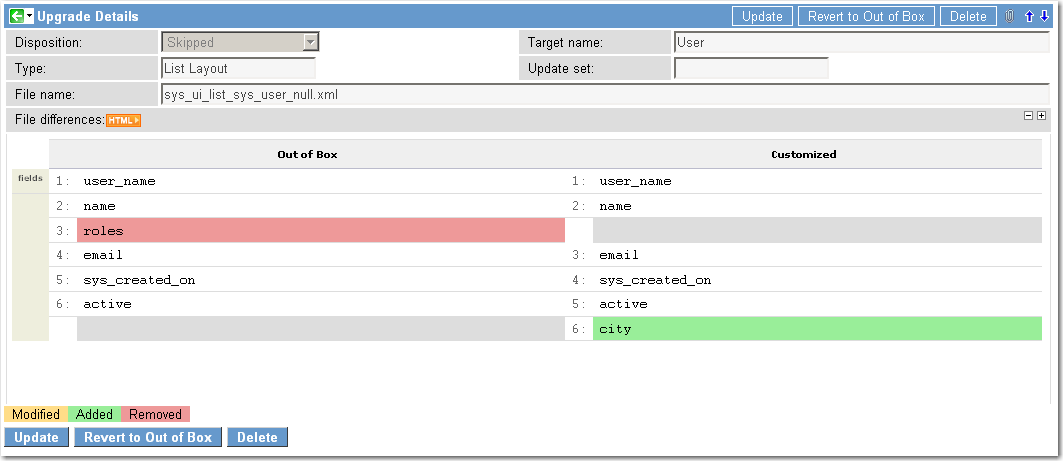 Upgrade Details Update Revert to Out of Box Delete
Disposition: Skipped Target name: User
Type: List Layout Update set:
File name: sys_ui_list_sys_user_null.xml
File differences: HTML
Out of Box Customized
fields 1: user_name 1: user_name
2: name 2: name
3: roles
4: email 3: email
5: sys_created_on 4: sys_created_on
6: active 5: active
6: city
Modified Added Removed
Update Revert to Out of Box Delete